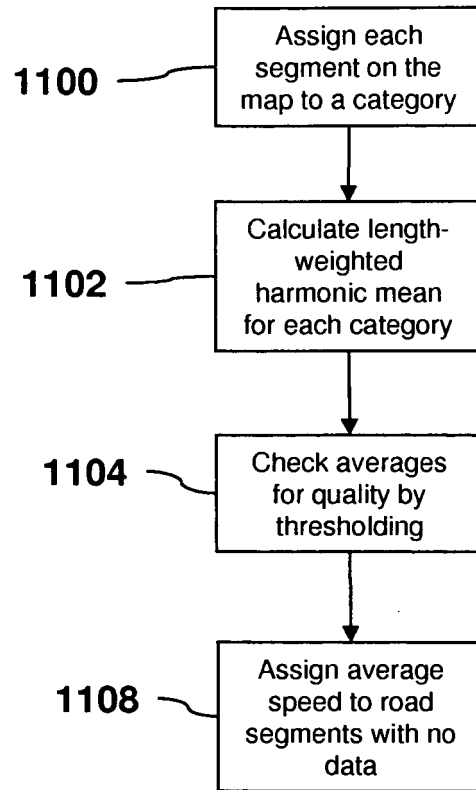 1100
Assign each
segment on the
map to a category
1102
Calculate length-
weighted
harmonic mean
for each category
1104
Check averages
for quality by
thresholding
1108
Assign average
speed to road
segments with no
data